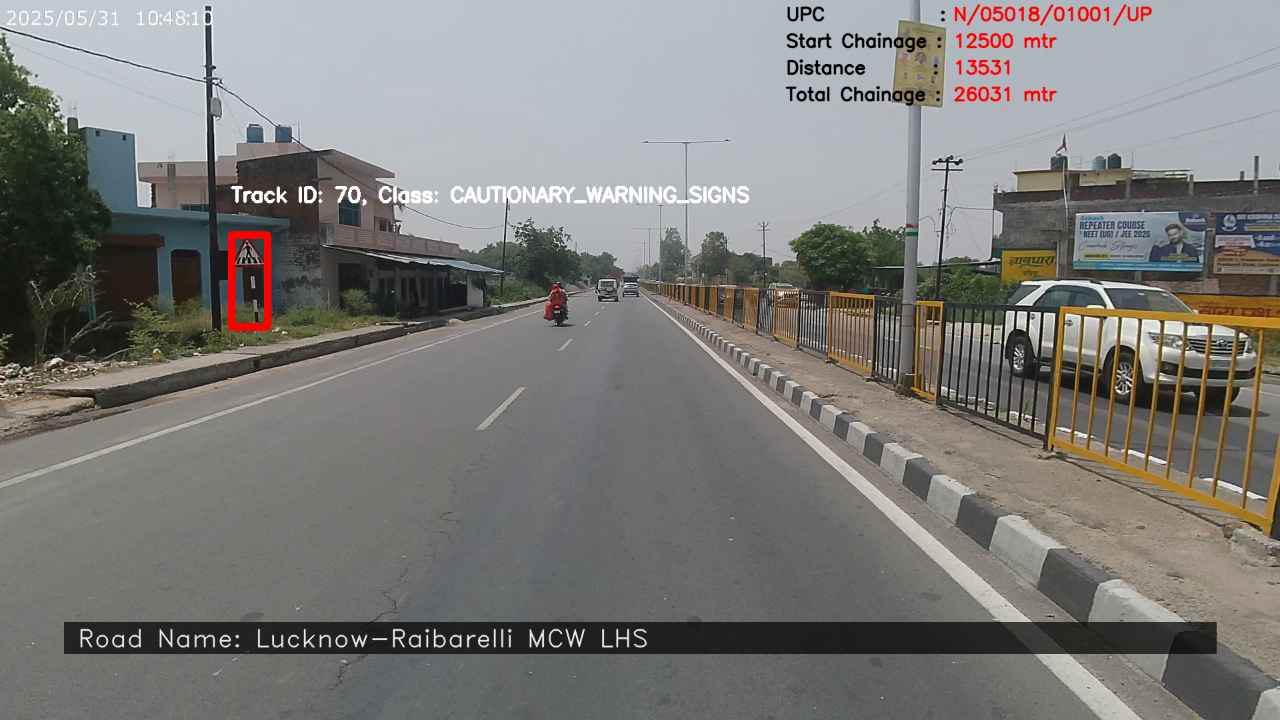 2025/05/31 10:48:10
UPC : N/05018/01001/UP
Start Chainage : 12500 mtr
Distance : 13531
Total Chainage : 26031 mtr
Track ID: 70, Class: CAUTIONARY_WARNING_SIGNS
REPEATER COURSE
NEET (UG) / JEE 2026
ज्ञानधारा
Road Name: Lucknow-Raibarelli MCW LHS